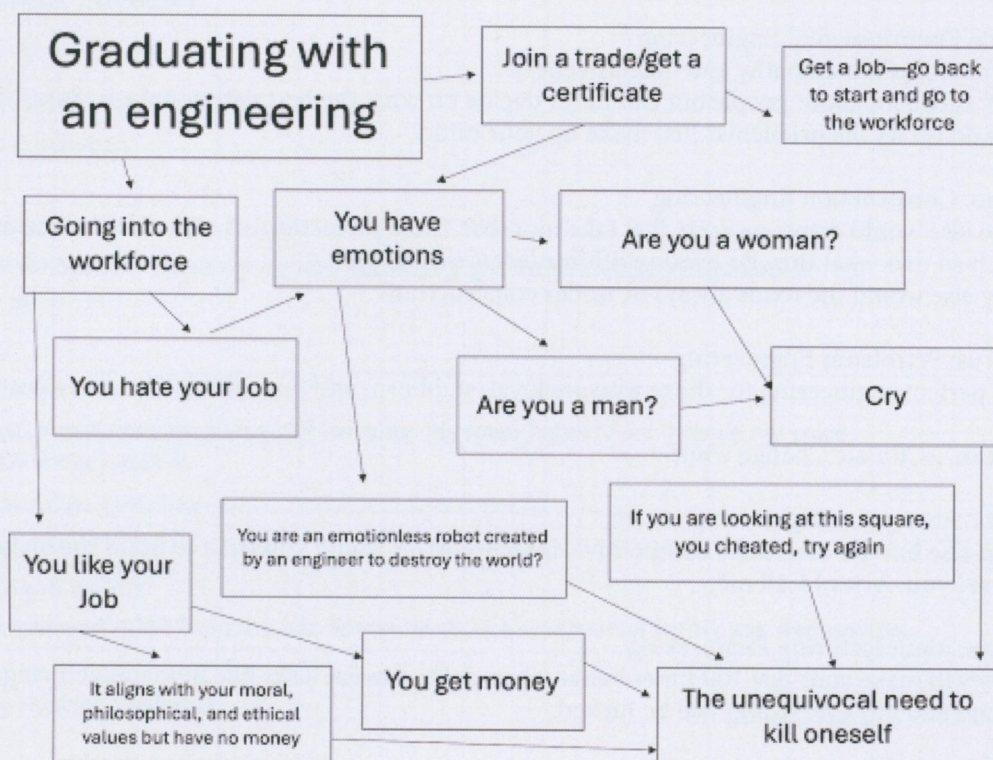 Graduating with
an engineering
Join a trade/get a
certificate
Get a Job—go back
to start and go to
the workforce
Going into the
workforce
You have
emotions
Are you a woman?
You hate your Job
Are you a man?
Cry
You are an emotionless robot created
by an engineer to destroy the world?
If you are looking at this square,
you cheated, try again
You like your
Job
It aligns with your moral,
philosophical, and ethical
values but have no money
You get money
The unequivocal need to
kill oneself